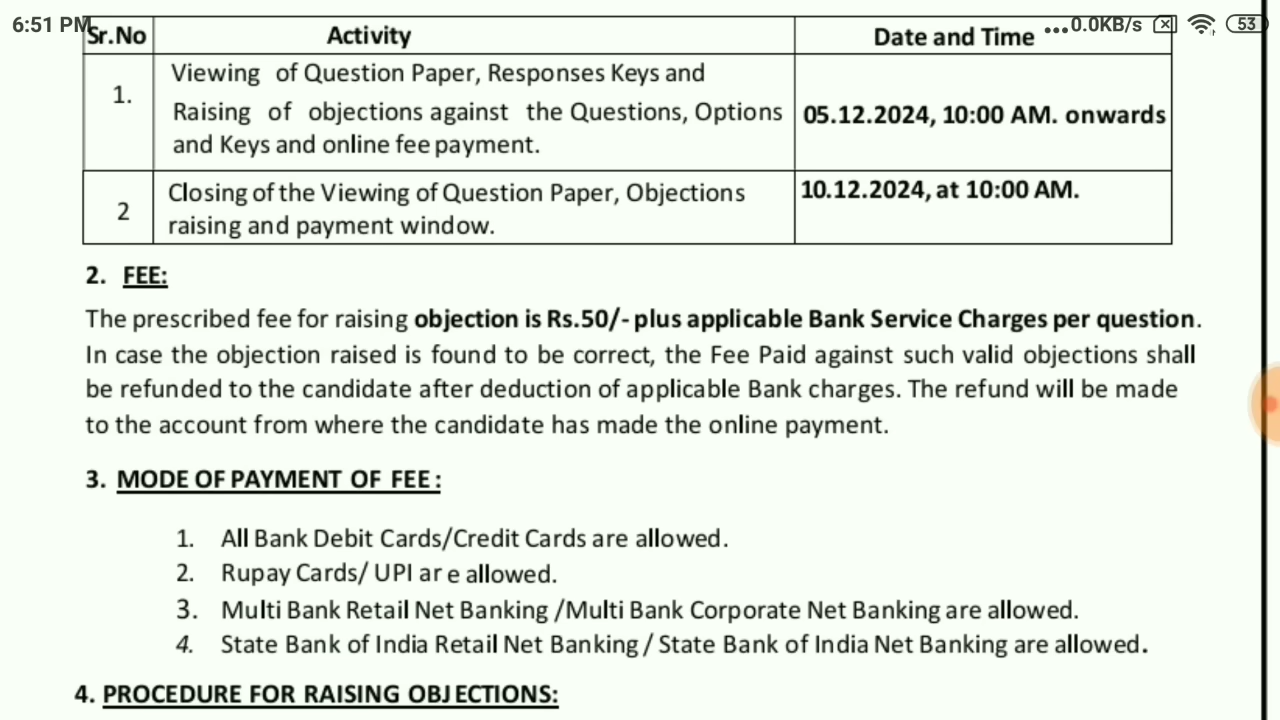 6:51 PM ...0.0KB/s 53
Sr.No Activity Date and Time
1. Viewing of Question Paper, Responses Keys and
Raising of objections against the Questions, Options
and Keys and online fee payment.
05.12.2024, 10:00 AM. onwards
2 Closing of the Viewing of Question Paper, Objections
raising and payment window.
10.12.2024, at 10:00 AM.
2. FEE:
The prescribed fee for raising objection is Rs.50/- plus applicable Bank Service Charges per question.
In case the objection raised is found to be correct, the Fee Paid against such valid objections shall
be refunded to the candidate after deduction of applicable Bank charges. The refund will be made
to the account from where the candidate has made the online payment.
3. MODE OF PAYMENT OF FEE:
1. All Bank Debit Cards/Credit Cards are allowed.
2. Rupay Cards/ UPI are allowed.
3. Multi Bank Retail Net Banking /Multi Bank Corporate Net Banking are allowed.
4. State Bank of India Retail Net Banking / State Bank of India Net Banking are allowed.
4. PROCEDURE FOR RAISING OBJECTIONS: